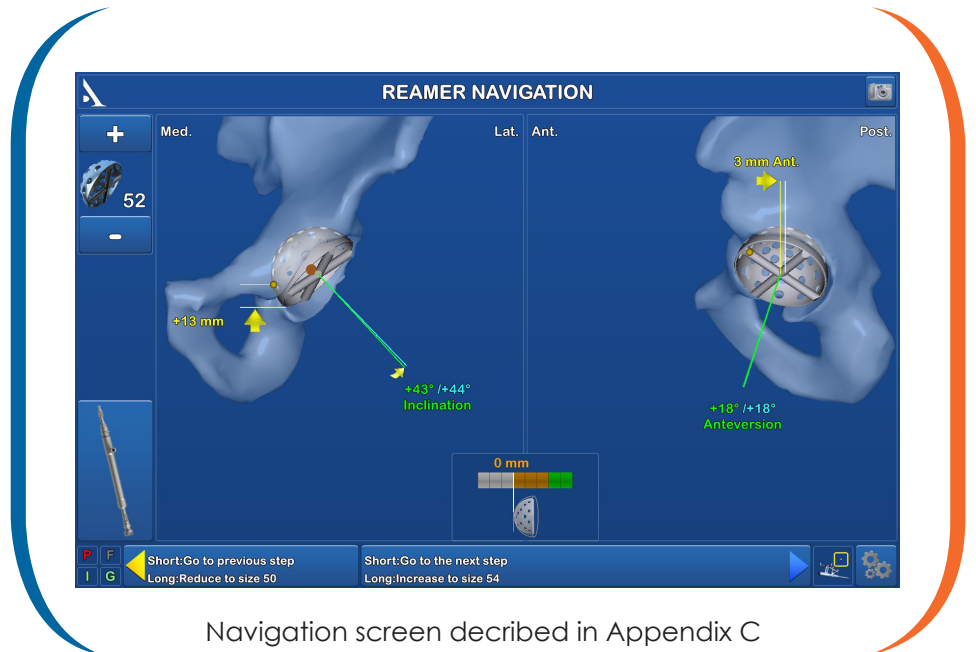 REAMER NAVIGATION
+
52
-
Med.
Lat.
Ant.
Post.
3 mm Ant.
+13 mm
+43° /+44°
Inclination
+18° /+18°
Anteversion
0 mm
P F
I G
Short:Go to previous step
Long:Reduce to size 50
Short:Go to the next step
Long:Increase to size 54
Navigation screen decribed in Appendix C